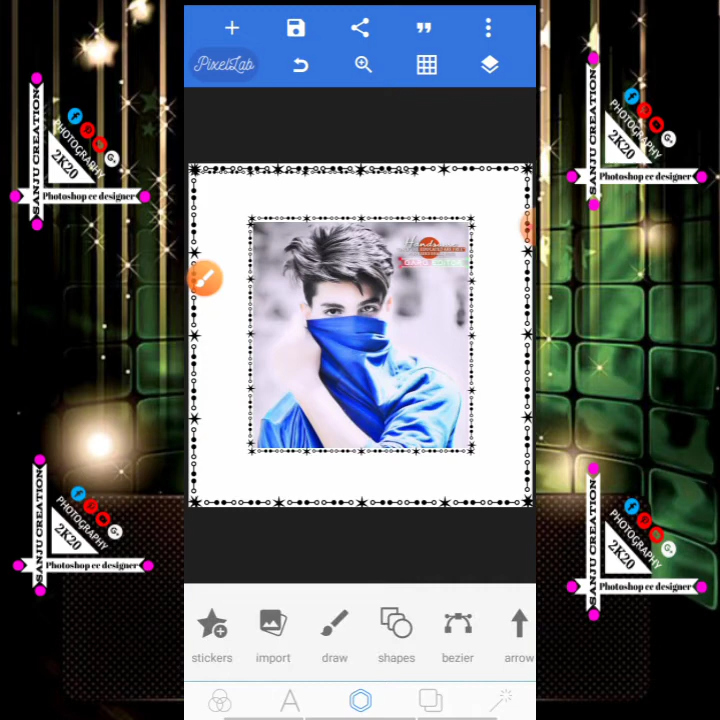 PixelLab
SANJU CREATION
PHOTOGRAPHY
2K20
Photoshop cc designer
SANJU CREATION
PHOTOGRAPHY
2K20
Photoshop cc designer
stickers
import
draw
shapes
bezier
arrow
SANJU CREATION
PHOTOGRAPHY
2K20
Photoshop cc designer
SANJU CREATION
PHOTOGRAPHY
2K20
Photoshop cc designer